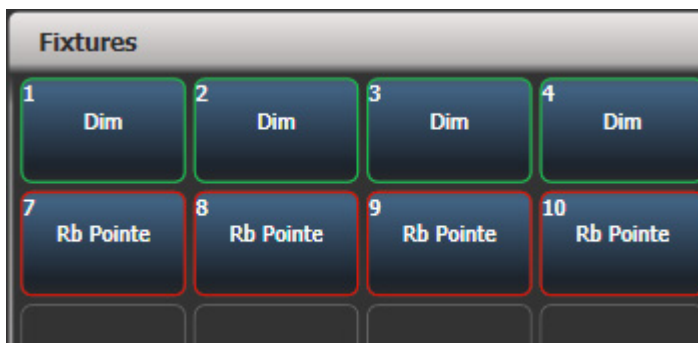 Fixtures
1 2 3 4
Dim Dim Dim Dim
7 8 9 10
Rb Pointe Rb Pointe Rb Pointe Rb Pointe